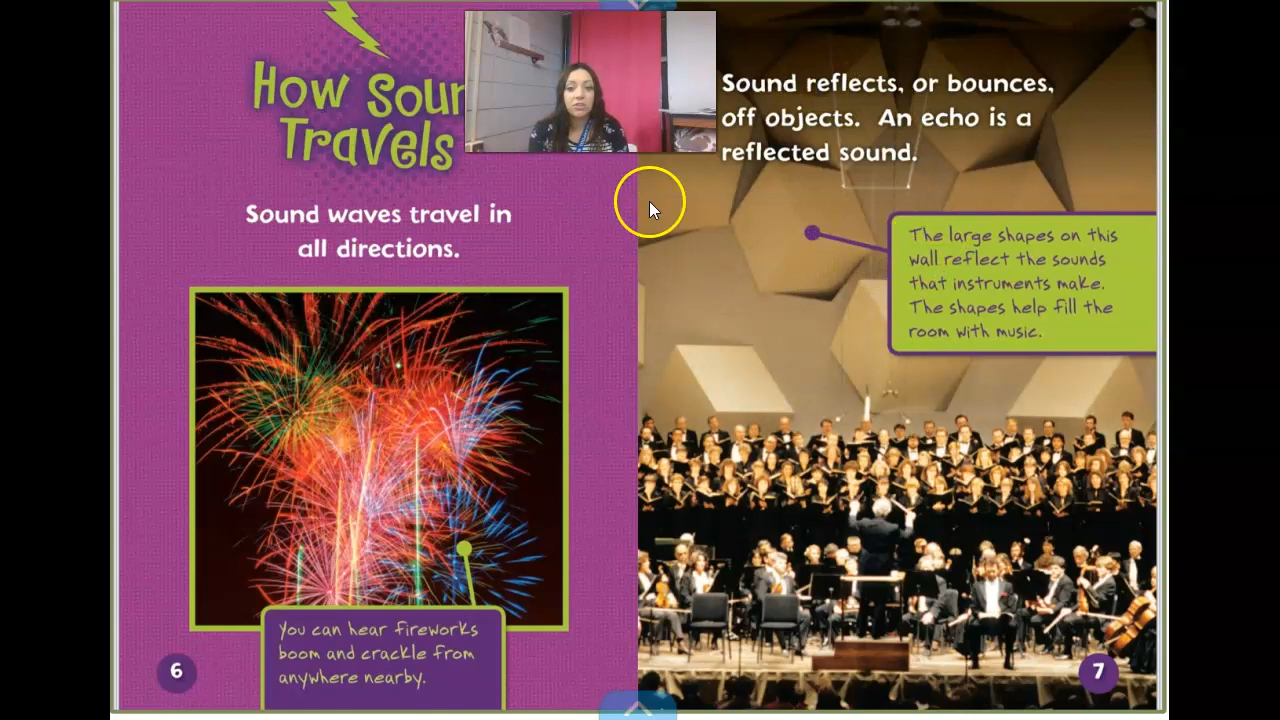 How Sour
Travels
Sound waves travel in
all directions.
You can hear fireworks
boom and crackle from
anywhere nearby.
6
Sound reflects, or bounces,
off objects. An echo is a
reflected sound.
The large shapes on this
wall reflect the sounds
that instruments make.
The shapes help fill the
room with music.
7